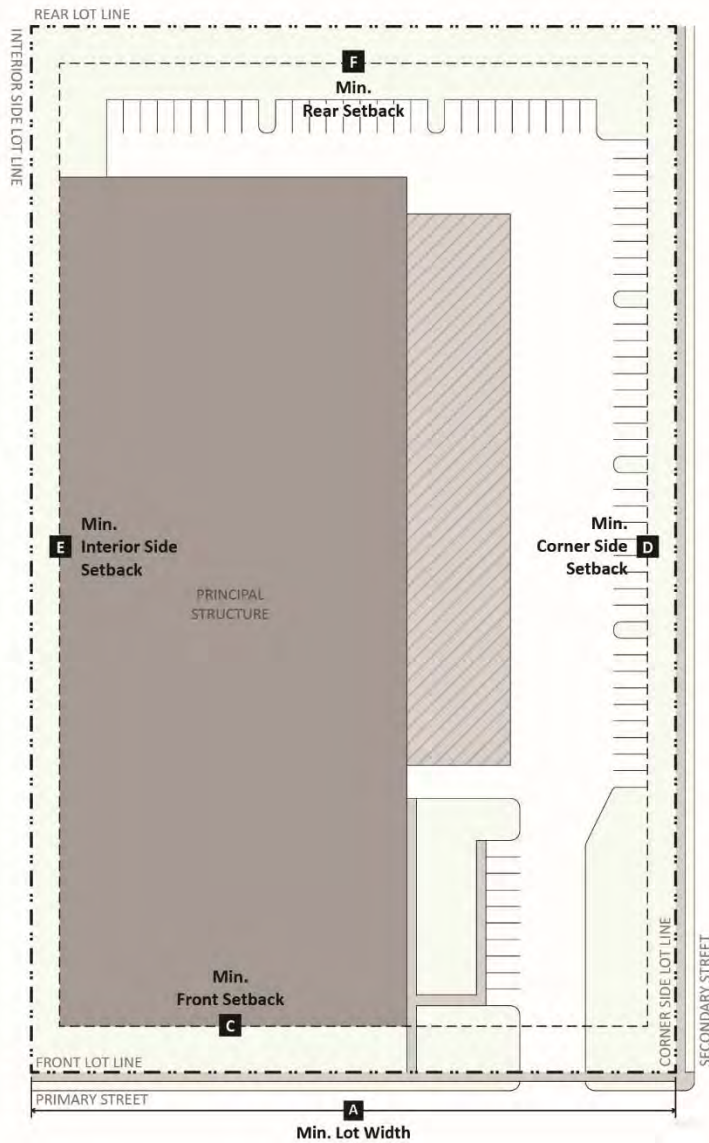 REAR LOT LINE
INTERIOR SIDE LOT LINE
F
Min.
Rear Setback
E
Min.
Interior Side
Setback
Min.
Corner Side
Setback
D
PRINCIPAL
STRUCTURE
Min.
Front Setback
C
CORNER SIDE LOT LINE
SECONDARY STREET
FRONT LOT LINE
PRIMARY STREET
A
Min. Lot Width